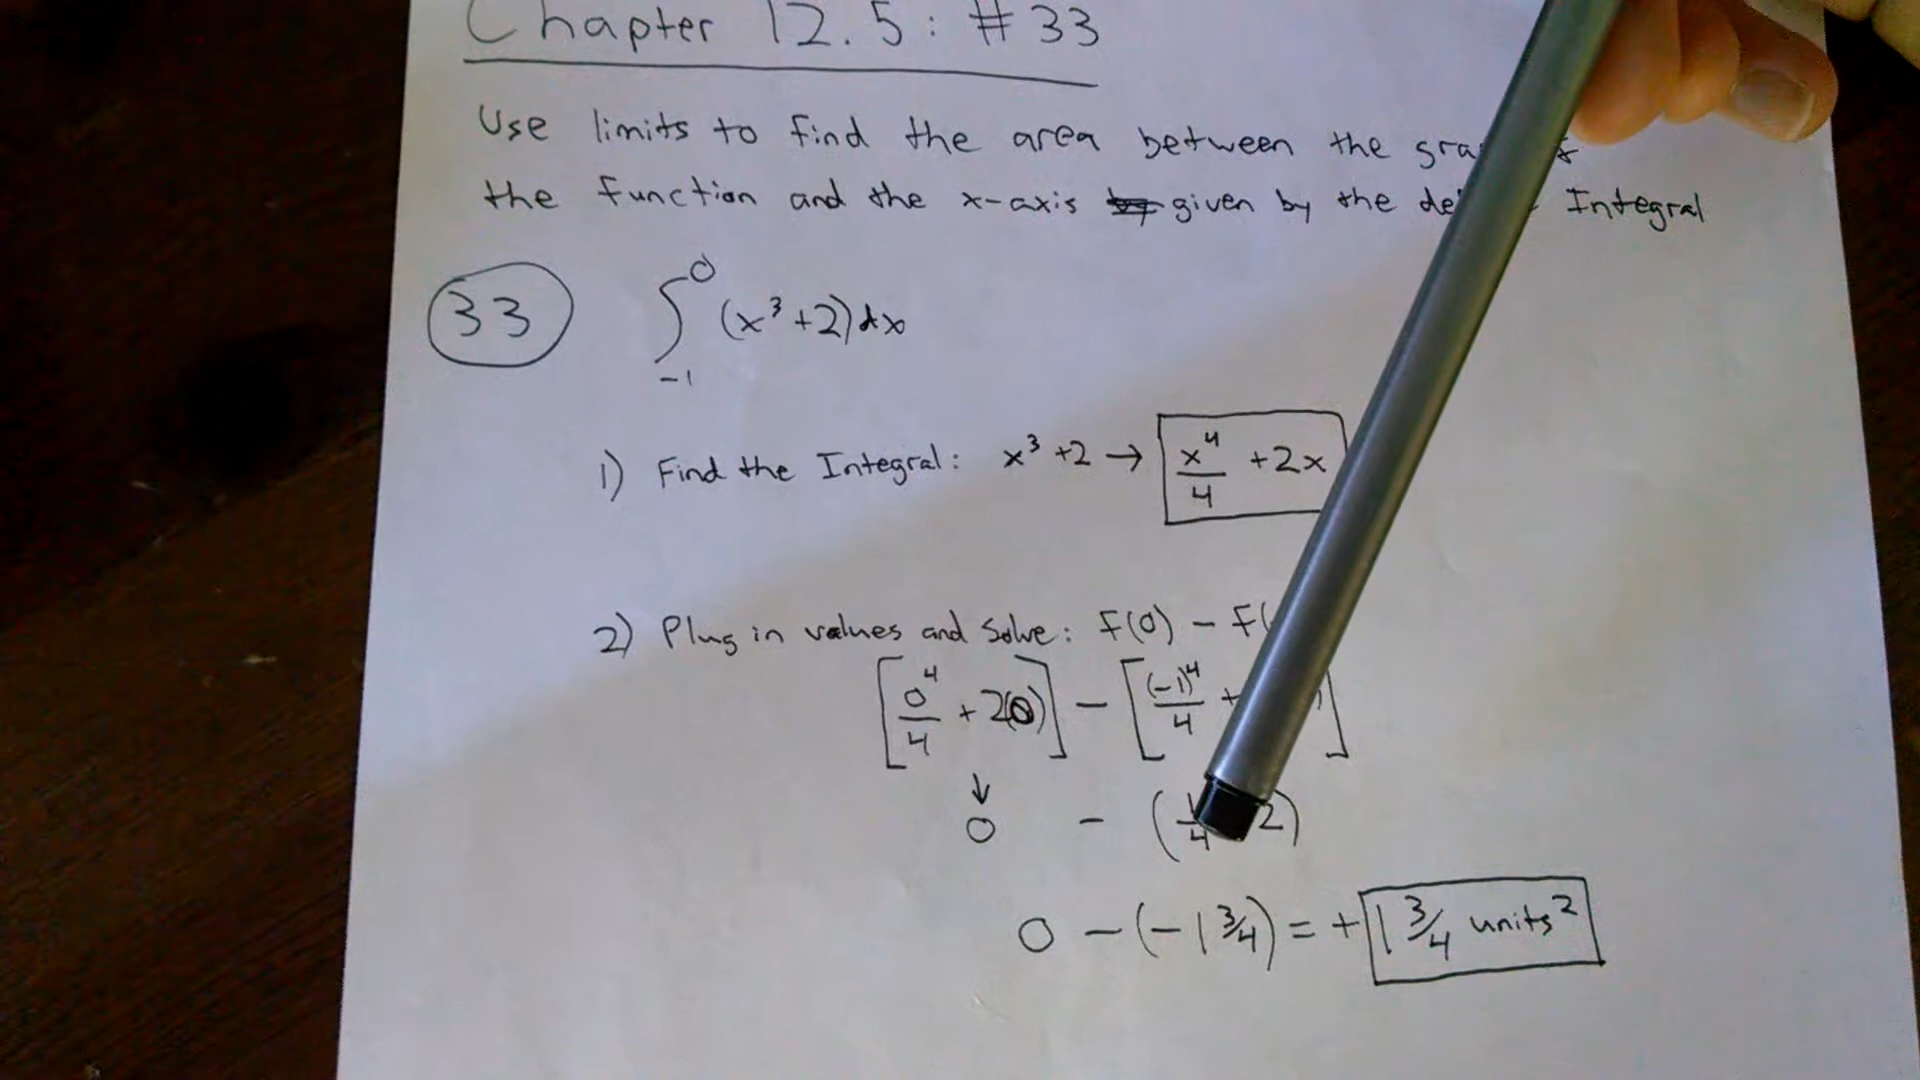 Chapter 12.5: #33
Use limits to find the area between the
the function and the x-axis given by the Integral
33 ∫₋₁⁰ (x³+2)dx
1) Find the Integral: x³+2 → x⁴/4 +2x
2) Plug in values and Solve: F(0) - F(
[0⁴/4 + 2(0)] - [(-1)⁴/4 + ]
↓
0 - (1/4 2)
0 - (-1 3/4) = + 1 3/4 units²